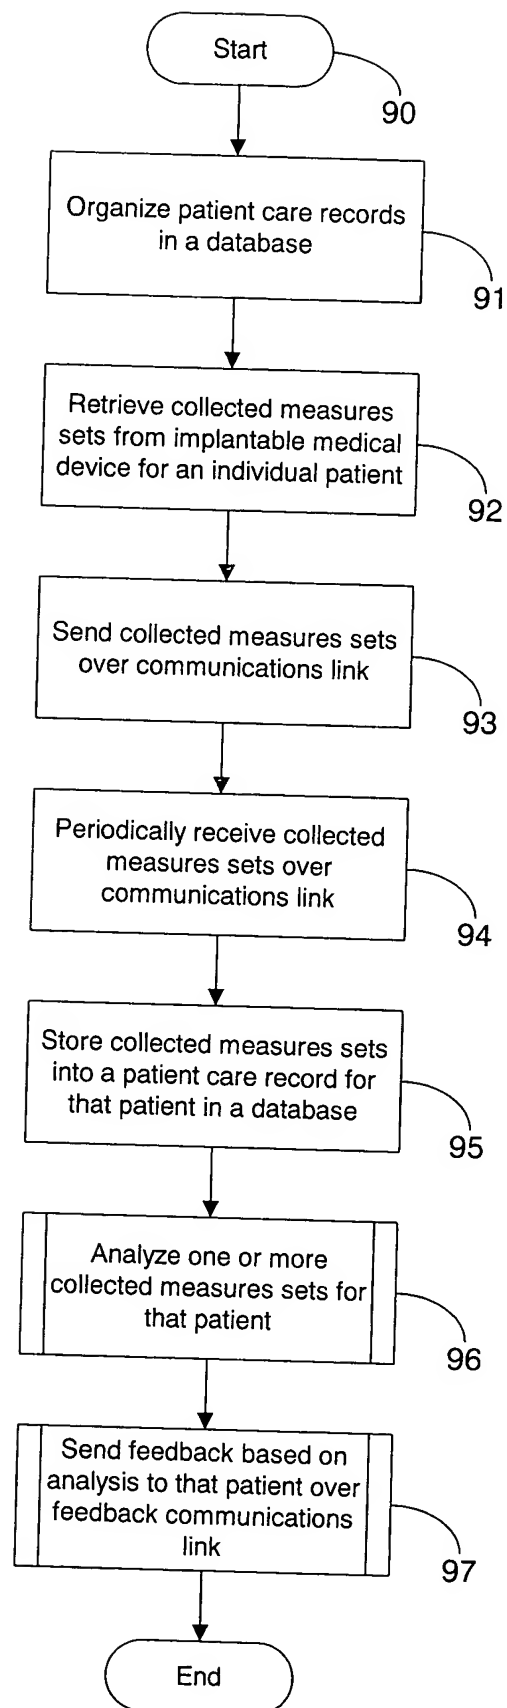 Start
90
Organize patient care records
in a database
91
Retrieve collected measures
sets from implantable medical
device for an individual patient
92
Send collected measures sets
over communications link
93
Periodically receive collected
measures sets over
communications link
94
Store collected measures sets
into a patient care record for
that patient in a database
95
Analyze one or more
collected measures sets for
that patient
96
Send feedback based on
analysis to that patient over
feedback communications
link
97
End